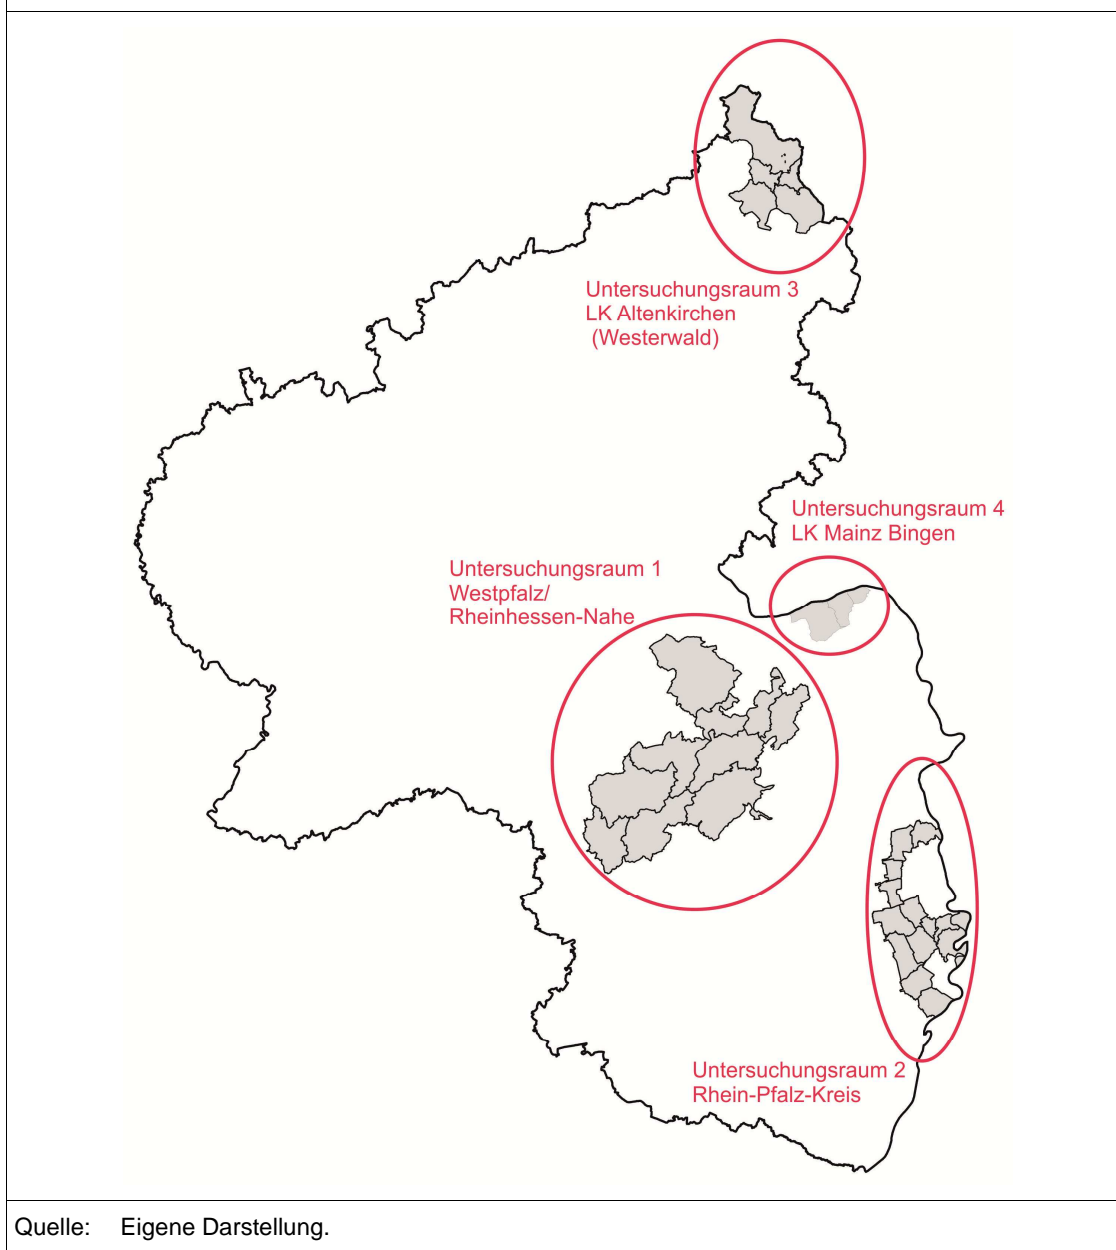 Untersuchungsraum 3
LK Altenkirchen
(Westerwald)
Untersuchungsraum 4
LK Mainz Bingen
Untersuchungsraum 1
Westpfalz/
Rheinhessen-Nahe
Untersuchungsraum 2
Rhein-Pfalz-Kreis
Quelle: Eigene Darstellung.